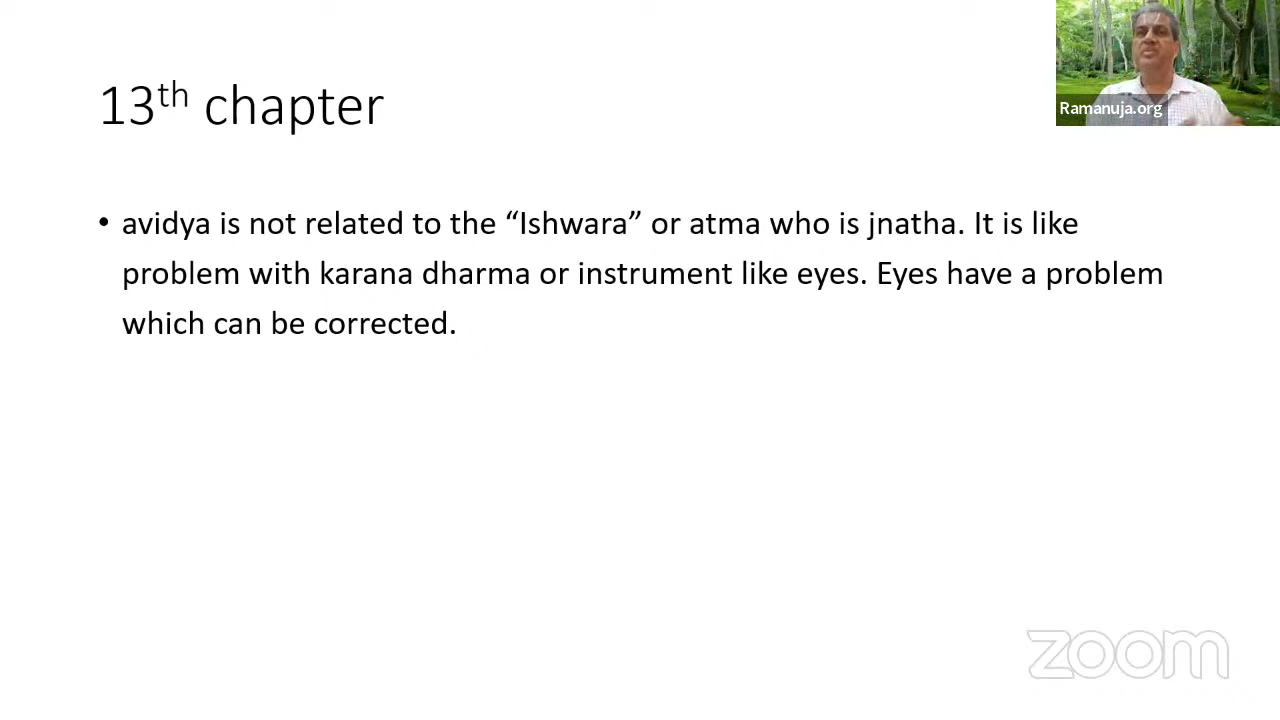 Ramanuja.org
13th chapter
• avidya is not related to the “Ishwara” or atma who is jnatha. It is like
problem with karana dharma or instrument like eyes. Eyes have a problem
which can be corrected.
zoom